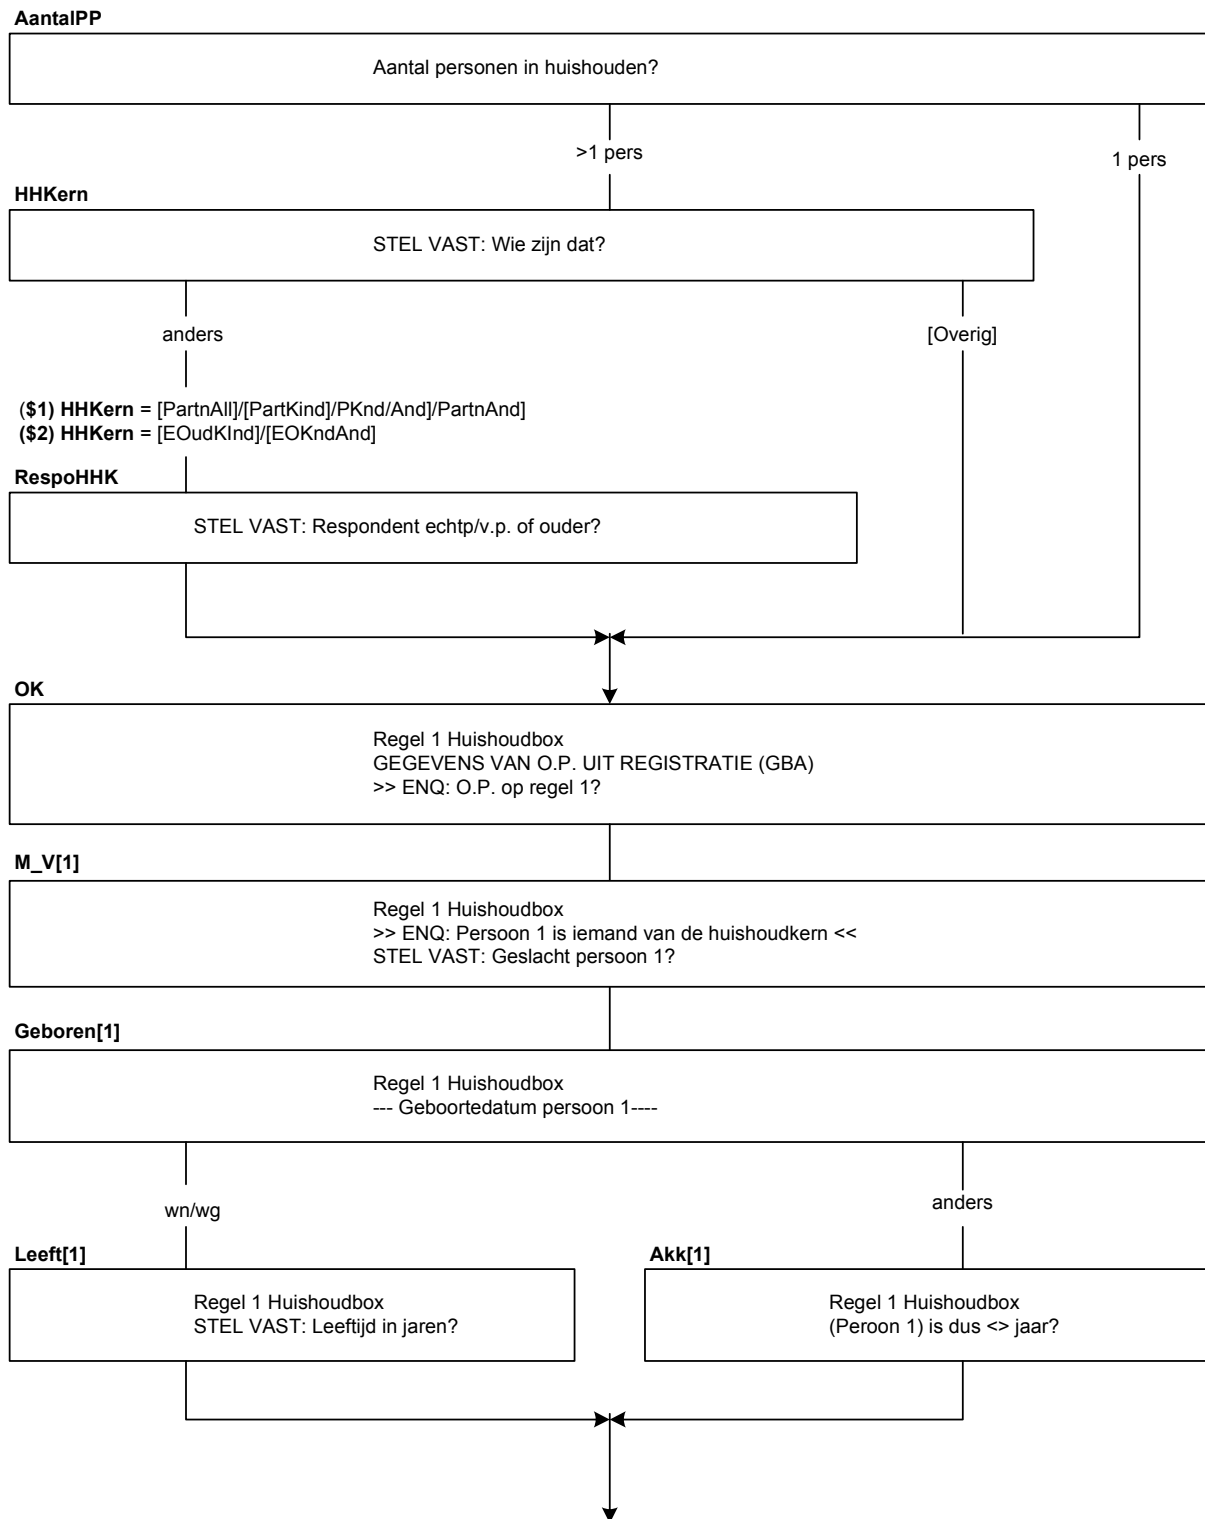 AantalPP
Aantal personen in huishouden?
>1 pers
1 pers
HHKern
STEL VAST: Wie zijn dat?
anders
[Overig]
($1) HHKern = [PartnAll]/[PartKind]/PKnd/And]/PartnAnd]
($2) HHKern = [EOudKInd]/[EOKndAnd]
RespoHHK
STEL VAST: Respondent echtp/v.p. of ouder?
OK
Regel 1 Huishoudbox
GEGEVENS VAN O.P. UIT REGISTRATIE (GBA)
>> ENQ: O.P. op regel 1?
M_V[1]
Regel 1 Huishoudbox
>> ENQ: Persoon 1 is iemand van de huishoudkern <<
STEL VAST: Geslacht persoon 1?
Geboren[1]
Regel 1 Huishoudbox
--- Geboortedatum persoon 1----
wn/wg
anders
Leeft[1]
Regel 1 Huishoudbox
STEL VAST: Leeftijd in jaren?
Akk[1]
Regel 1 Huishoudbox
(Peroon 1) is dus <> jaar?